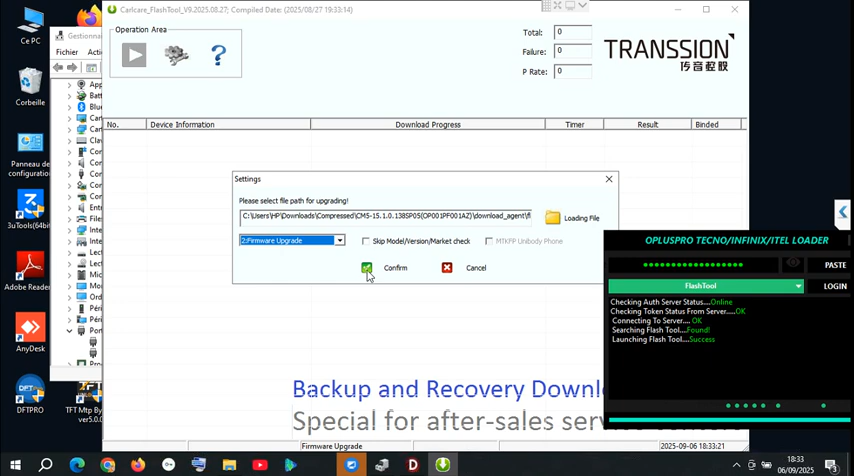 Ce PC
Corbeille
Panneau de
configuration
3uTools(64bit
Adobe Reader
AnyDesk
DFTPRO
TFT Mtp By
ver5.0.0
Gestionnai
Fichier
Carlcare_FlashTool_V9.2025.08.27; Compiled Date: (2025/08/27 19:33:14)
Operation Area
Total: 0
Failure: 0
P Rate: 0
TRANSSION
传音控股
No. Device Information Download Progress Timer Result Binded
Settings
Please select file path for upgrading!
C:\Users\HP\Downloads\Compressed\CM5-15.1.0.138SP05(OP001PF001AZ)\download_agent\fl
Loading File
2:Firmware Upgrade
Skip Model/Version/Market check
MTKFP Unibody Phone
Confirm
Cancel
OPLUSPRO TECNO/INFINIX/ITEL LOADER
PASTE
FlashTool
LOGIN
Checking Auth Server Status....Online
Checking Token Status From Server.....OK
Connecting To Server.... OK
Searching Flash Tool....Found!
Launching Flash Tool....Success
Backup and Recovery Downlo
Special for after-sales service
Firmware Upgrade
2025-09-06 18:33:21
18:33
06/09/2025